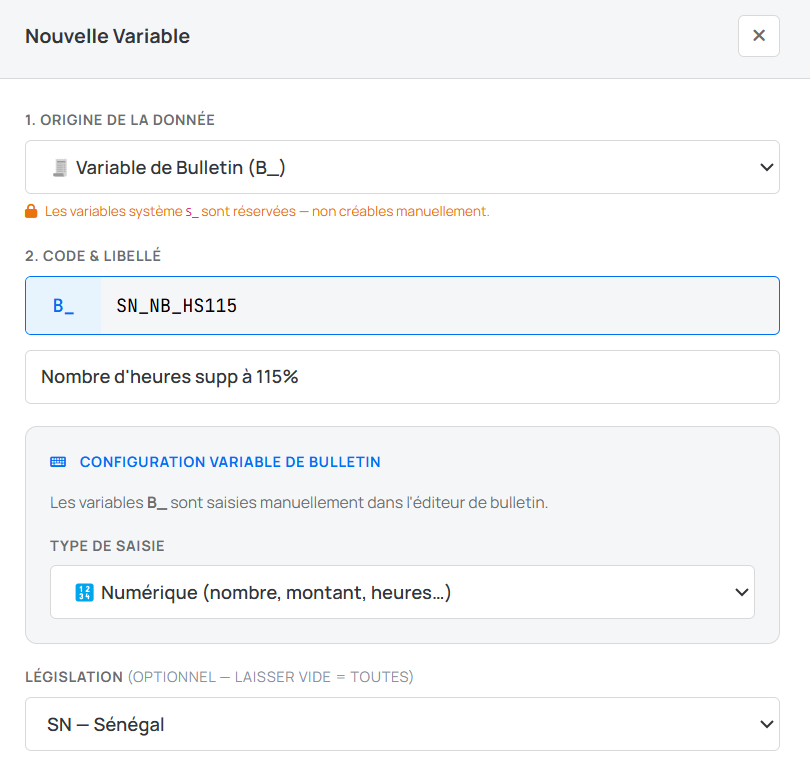 Nouvelle Variable
1. ORIGINE DE LA DONNÉE
Variable de Bulletin (B_)
Les variables système S_ sont réservées — non créables manuellement.
2. CODE & LIBELLÉ
B_ SN_NB_HS115
Nombre d'heures supp à 115%
CONFIGURATION VARIABLE DE BULLETIN
Les variables B_ sont saisies manuellement dans l'éditeur de bulletin.
TYPE DE SAISIE
Numérique (nombre, montant, heures…)
LÉGISLATION (OPTIONNEL — LAISSER VIDE = TOUTES)
SN — Sénégal